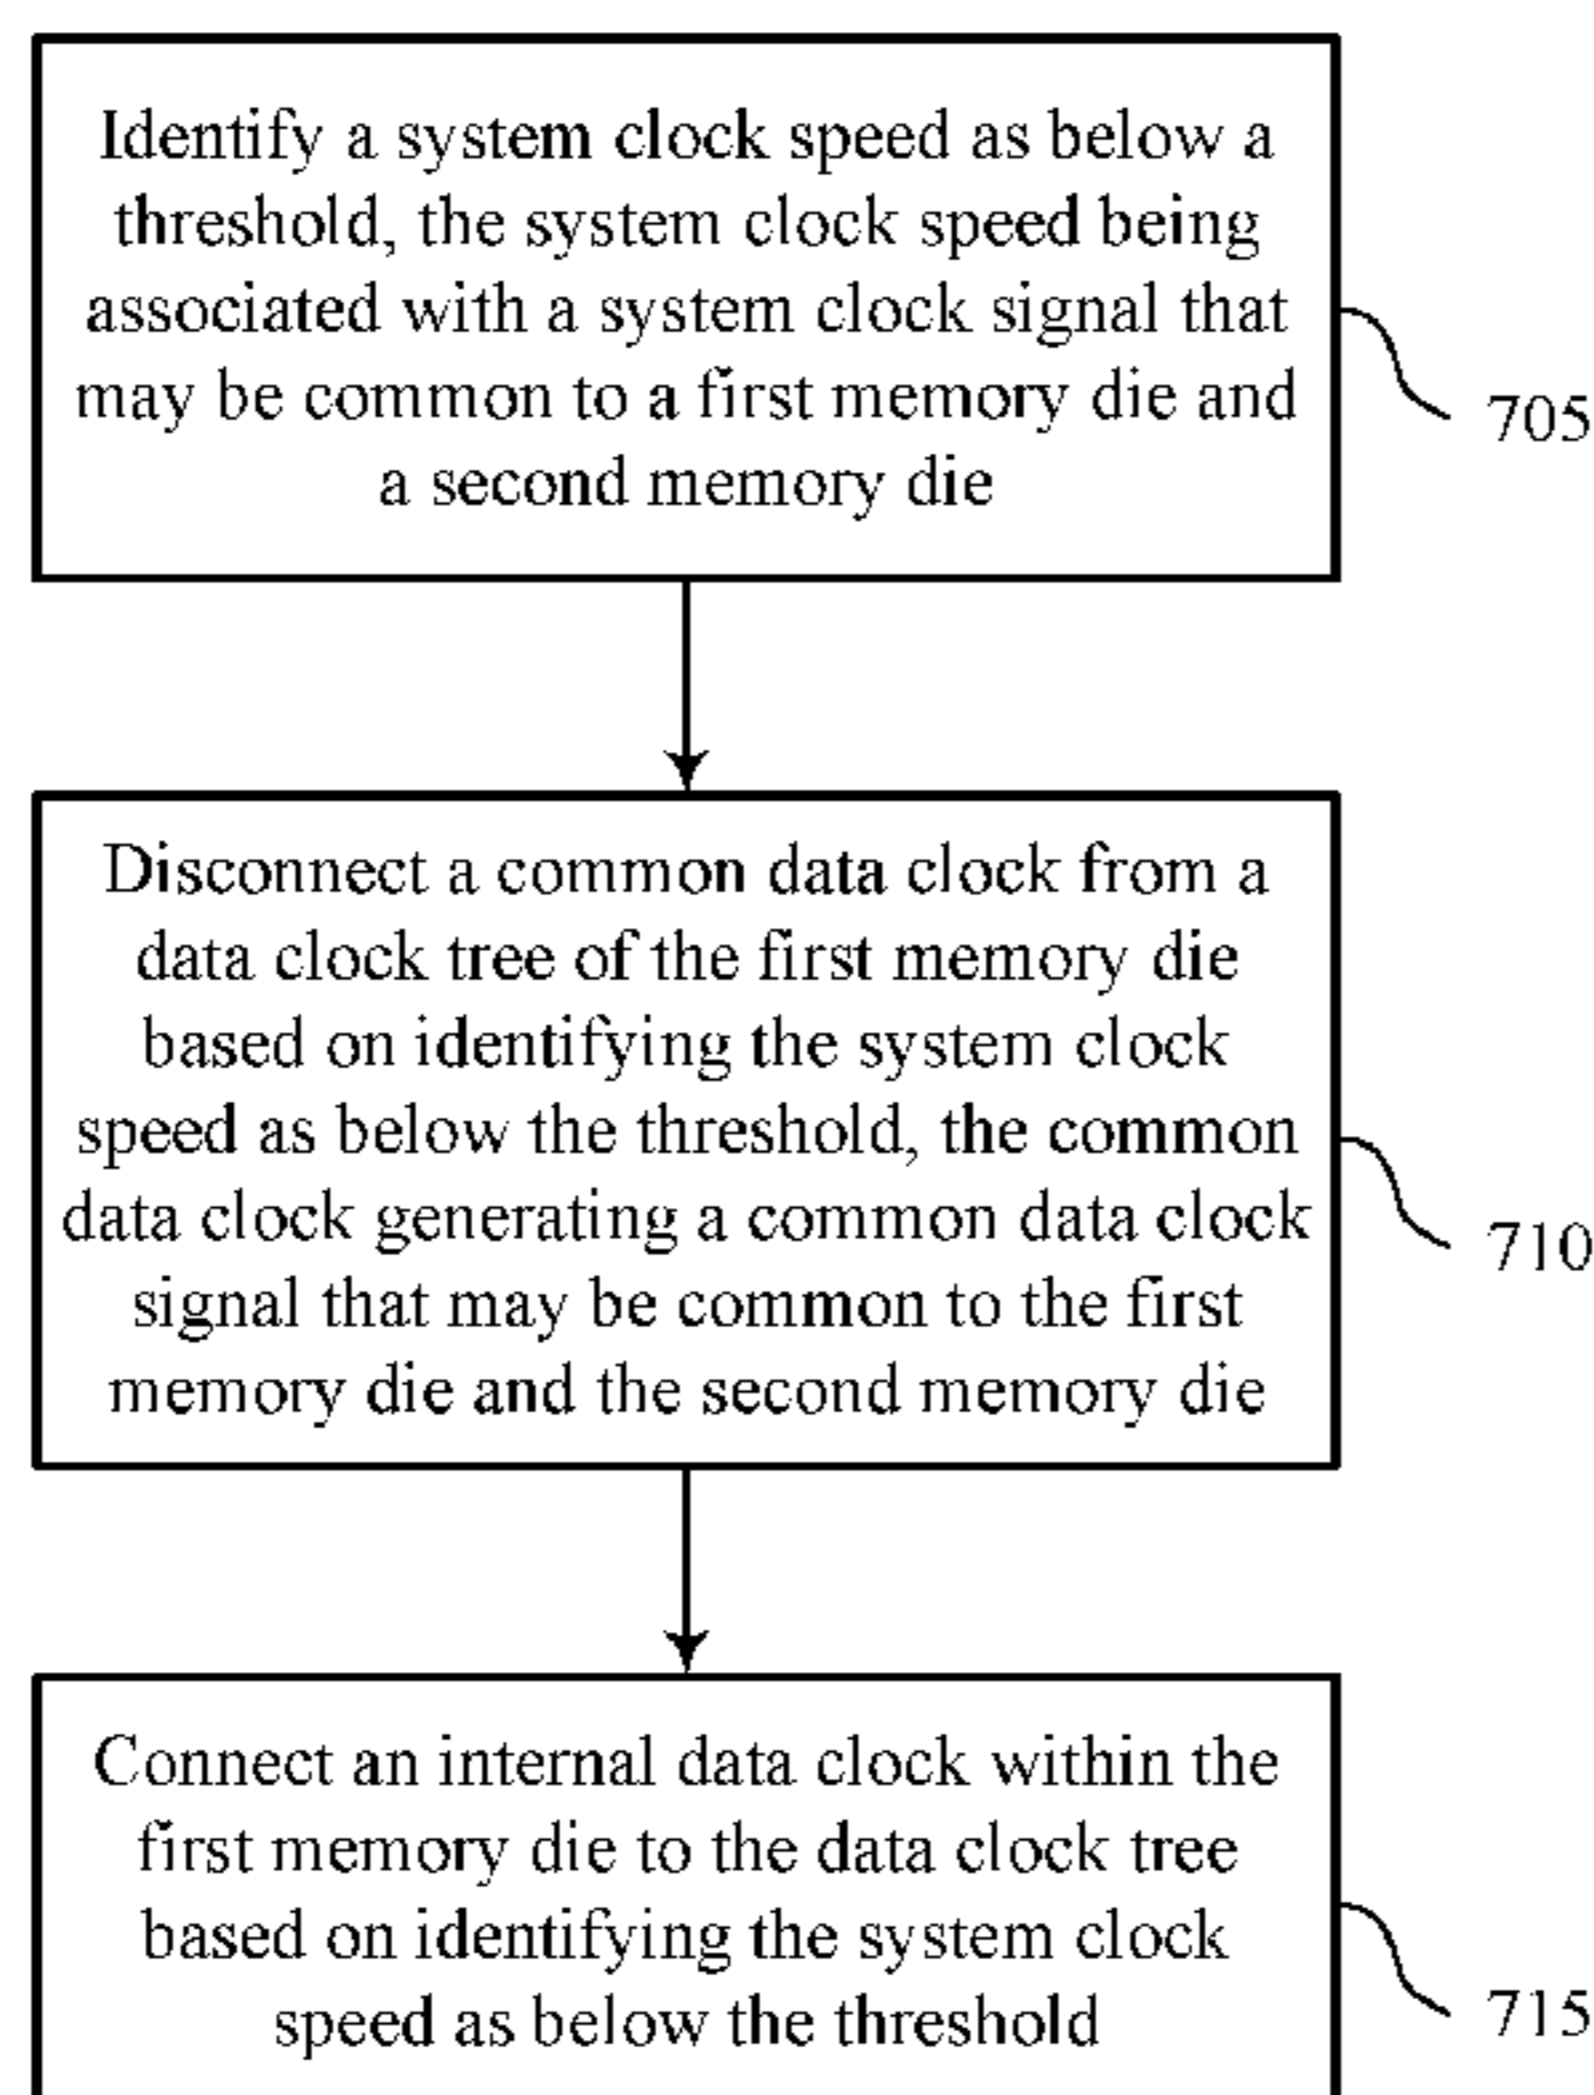 Identify a system clock speed as below a
threshold, the system clock speed being
associated with a system clock signal that
may be common to a first memory die and
a second memory die
705
Disconnect a common data clock from a
data clock tree of the first memory die
based on identifying the system clock
speed as below the threshold, the common
data clock generating a common data clock
signal that may be common to the first
memory die and the second memory die
710
Connect an internal data clock within the
first memory die to the data clock tree
based on identifying the system clock
speed as below the threshold
715